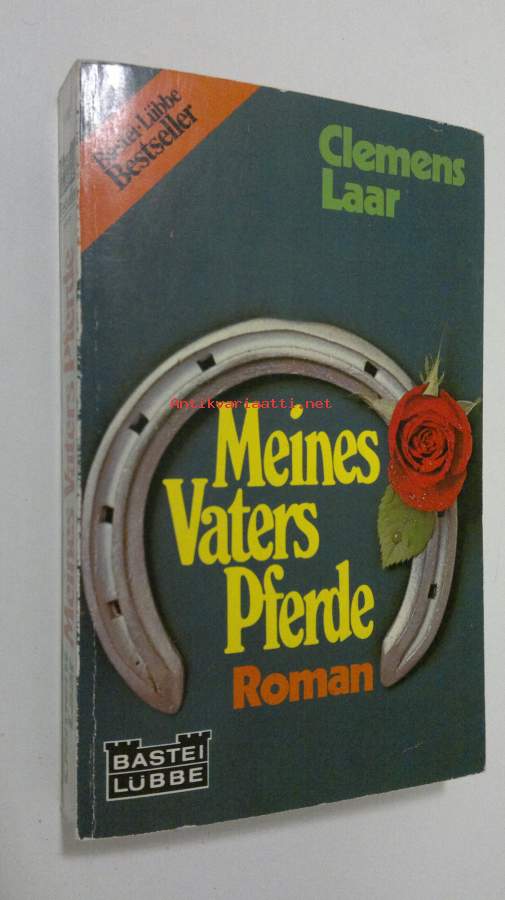 Bastei-Lübbe
Bestseller
Clemens
Laar
Antikvariaatti.net
Meines
Vaters
Pferde
Roman
BASTEI
LÜBBE
Meines Vaters Pferde